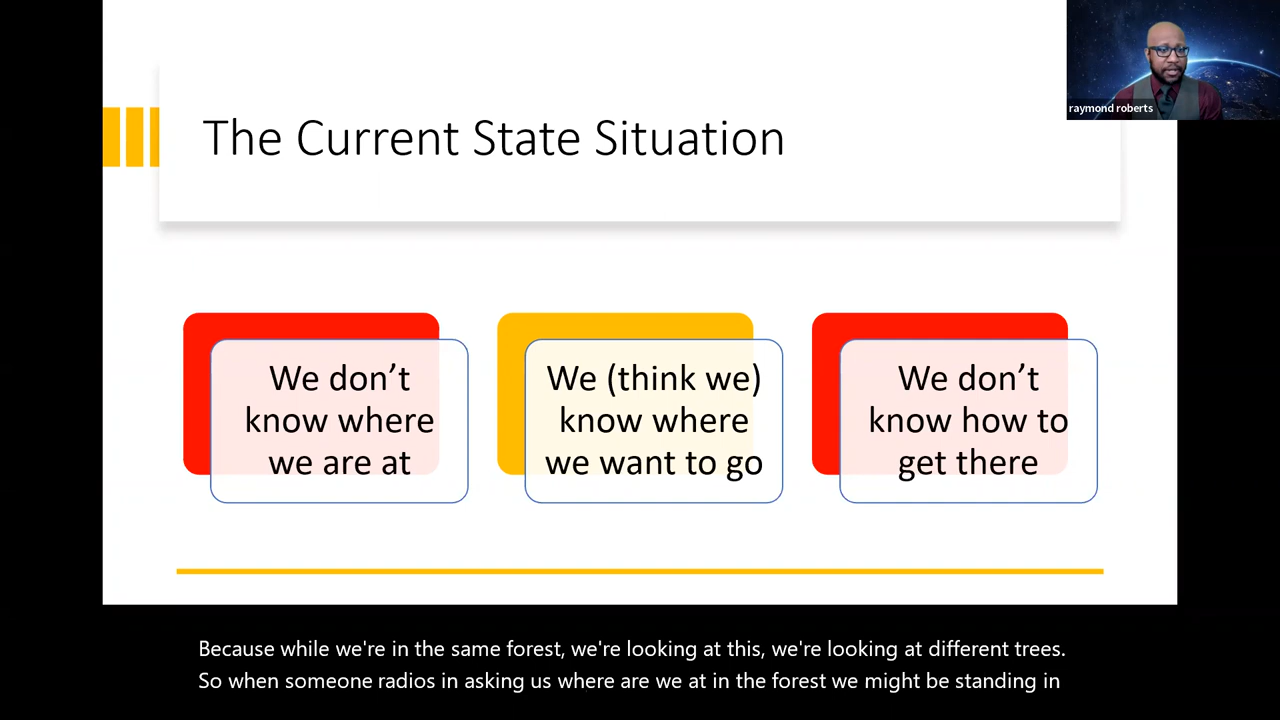 raymond roberts
The Current State Situation
We don’t
know where
we are at
We (think we)
know where
we want to go
We don’t
know how to
get there
Because while we're in the same forest, we're looking at this, we're looking at different trees.
So when someone radios in asking us where are we at in the forest we might be standing in